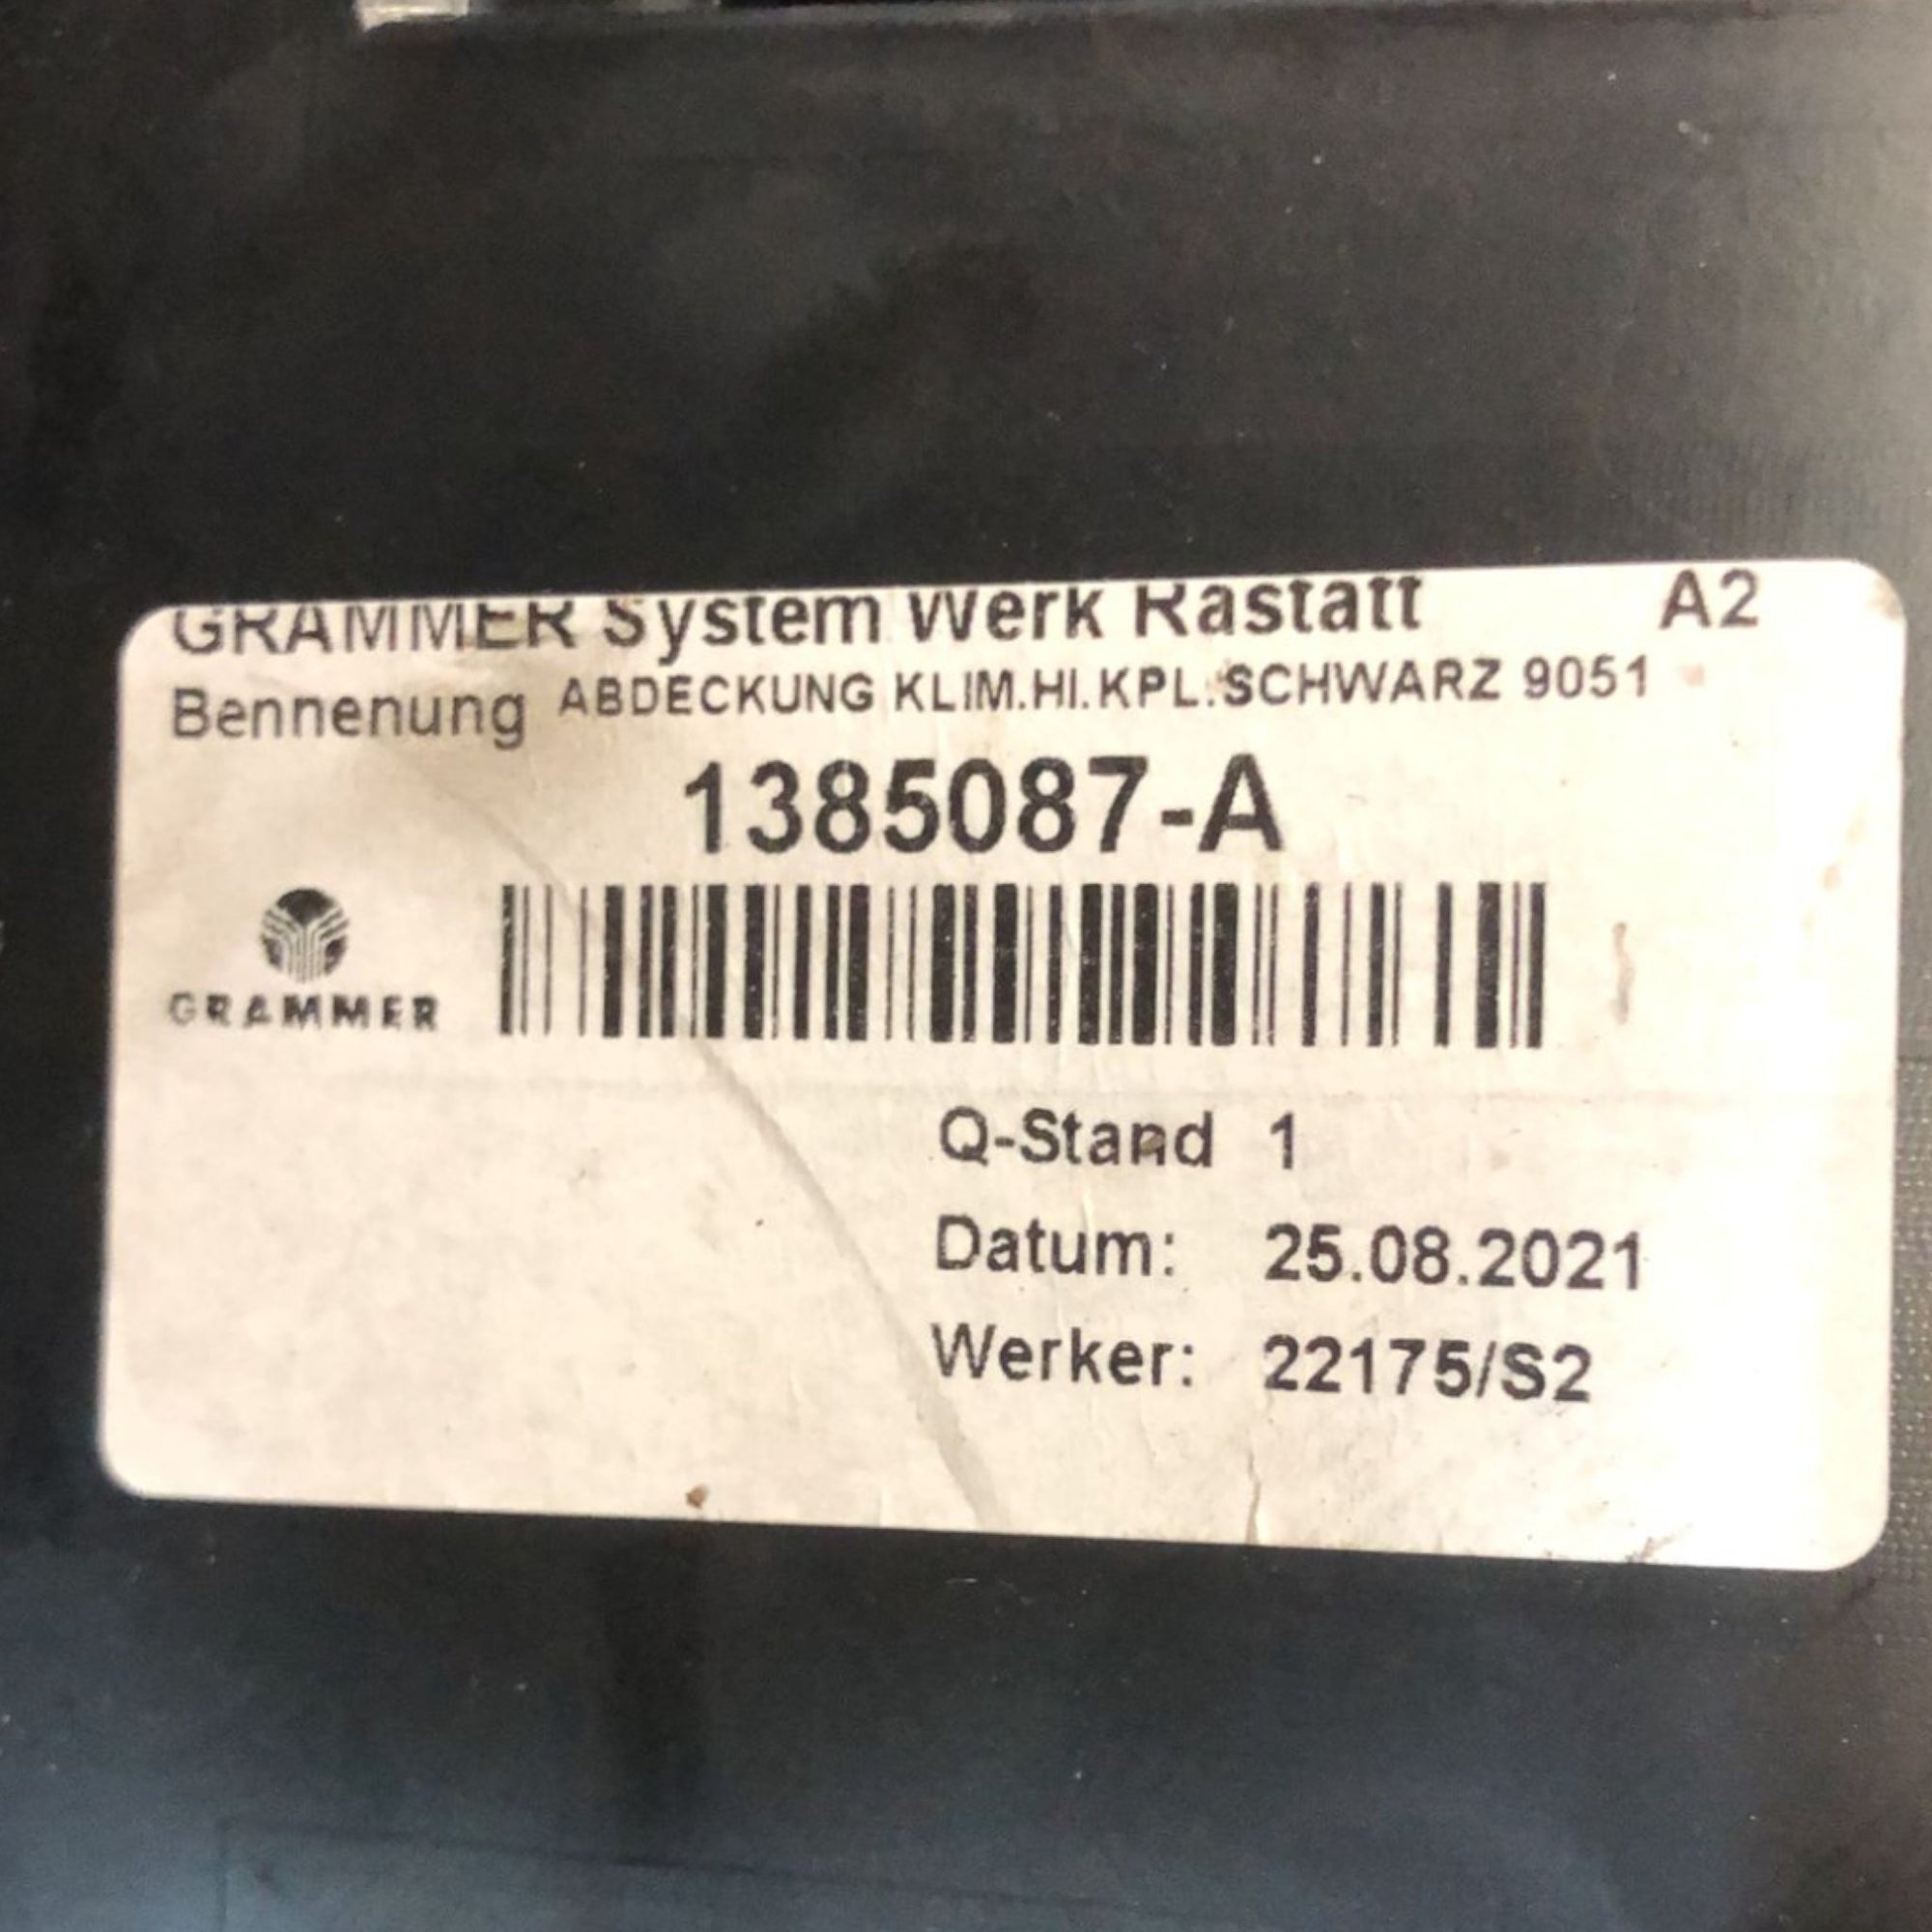 GRAMMER System Werk Rastatt A2
Bennenung ABDECKUNG KLIM.HI.KPL.SCHWARZ 9051
1385087-A
GRAMMER
Q-Stand 1
Datum: 25.08.2021
Werker: 22175/S2